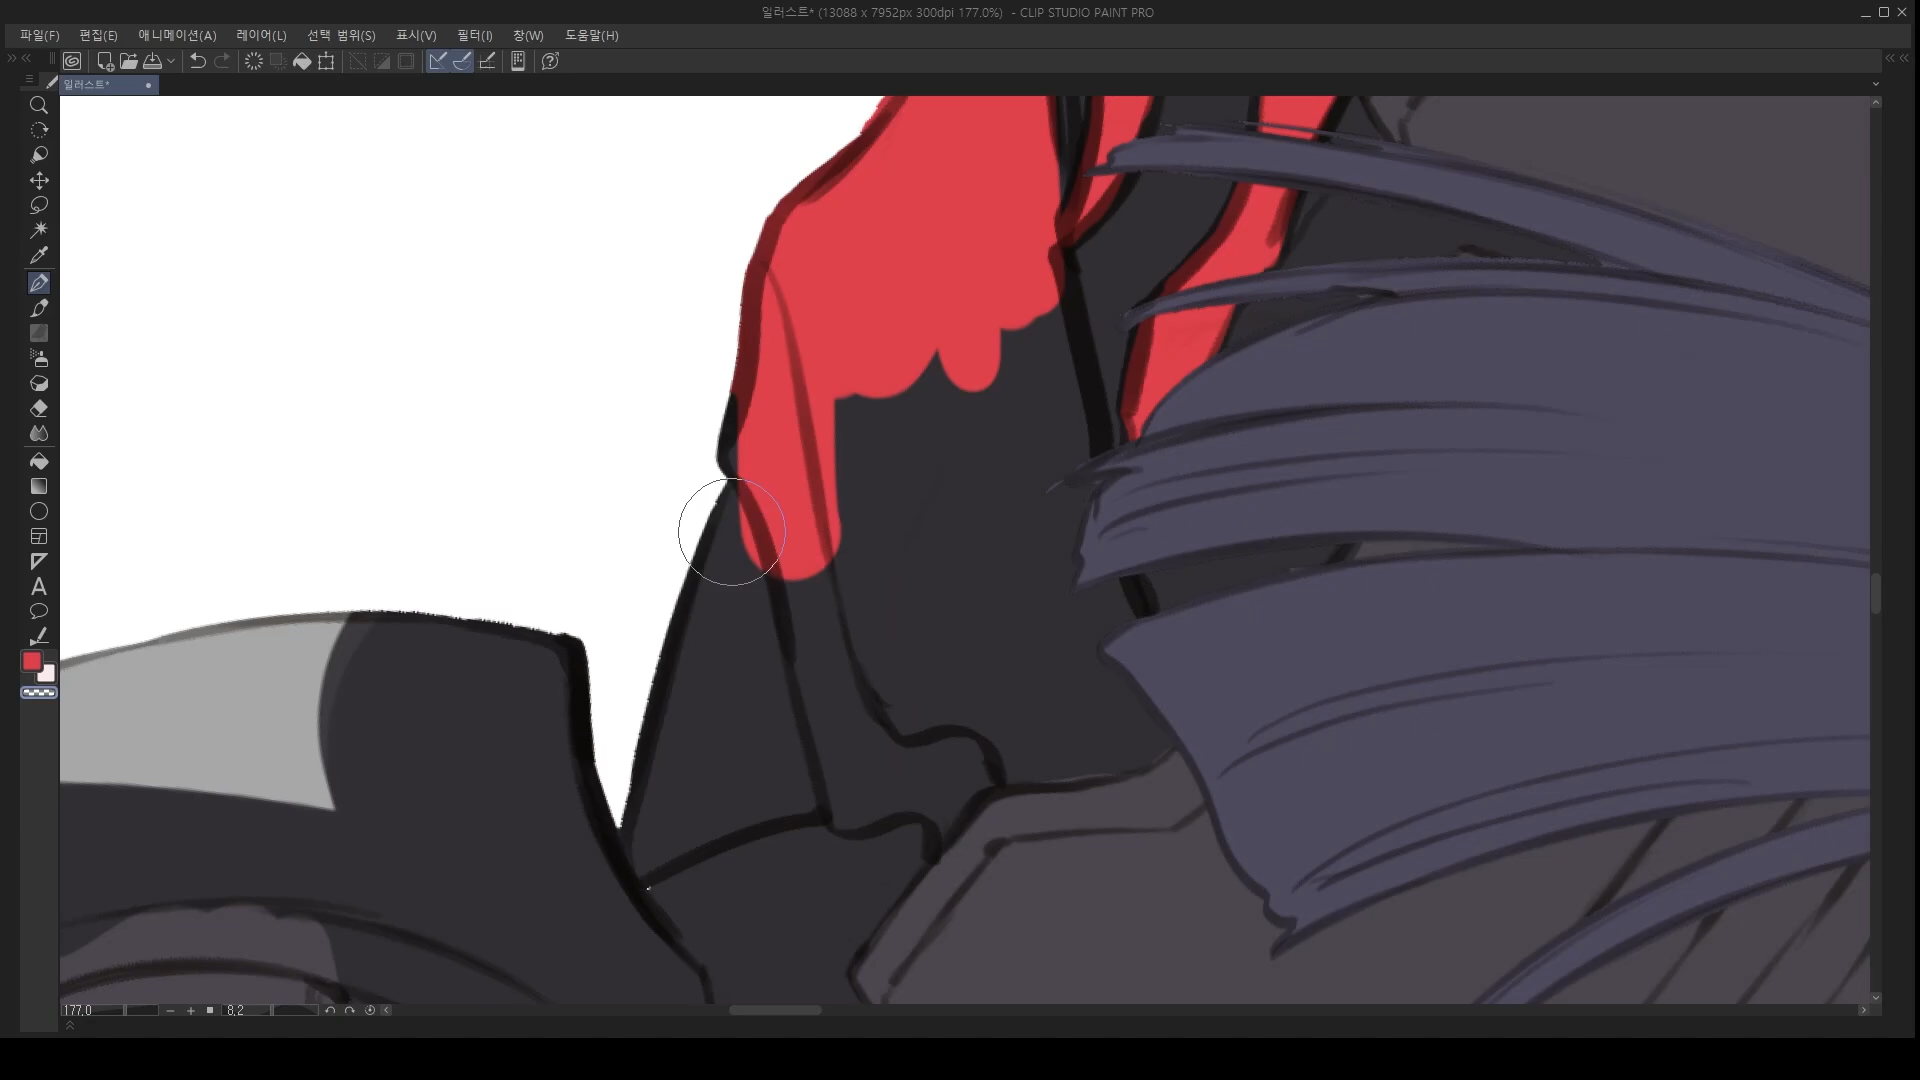 일러스트* (13088 x 7952px 300dpi 177.0%) - CLIP STUDIO PAINT PRO
파일(F) 편집(E) 애니메이션(A) 레이어(L) 선택 범위(S) 표시(V) 필터(I) 창(W) 도움말(H)
일러스트*
A
177.0 8.2